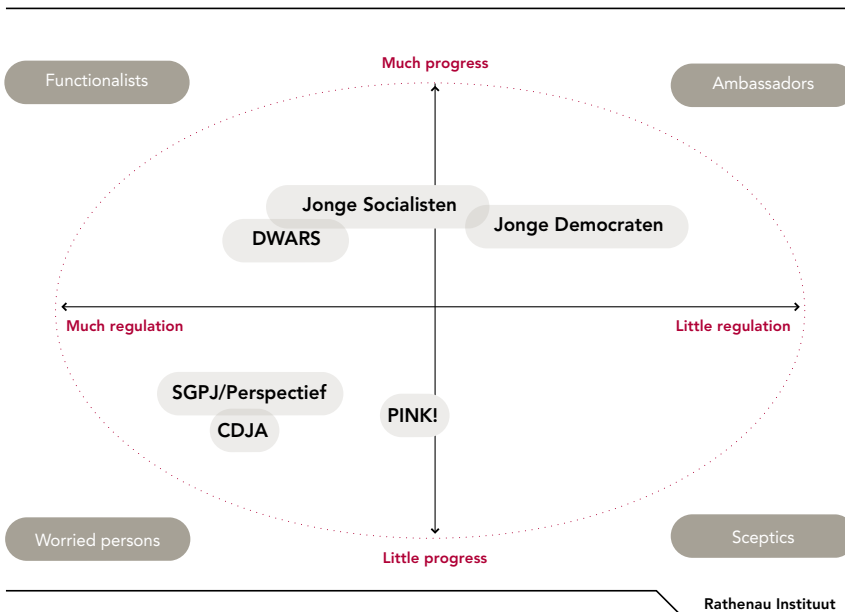 Much progress
Functionalists
Ambassadors
Jonge Socialisten
Jonge Democraten
DWARS
Much regulation
Little regulation
SGPJ/Perspectief
PINK!
CDJA
Worried persons
Sceptics
Little progress
Rathenau Instituut